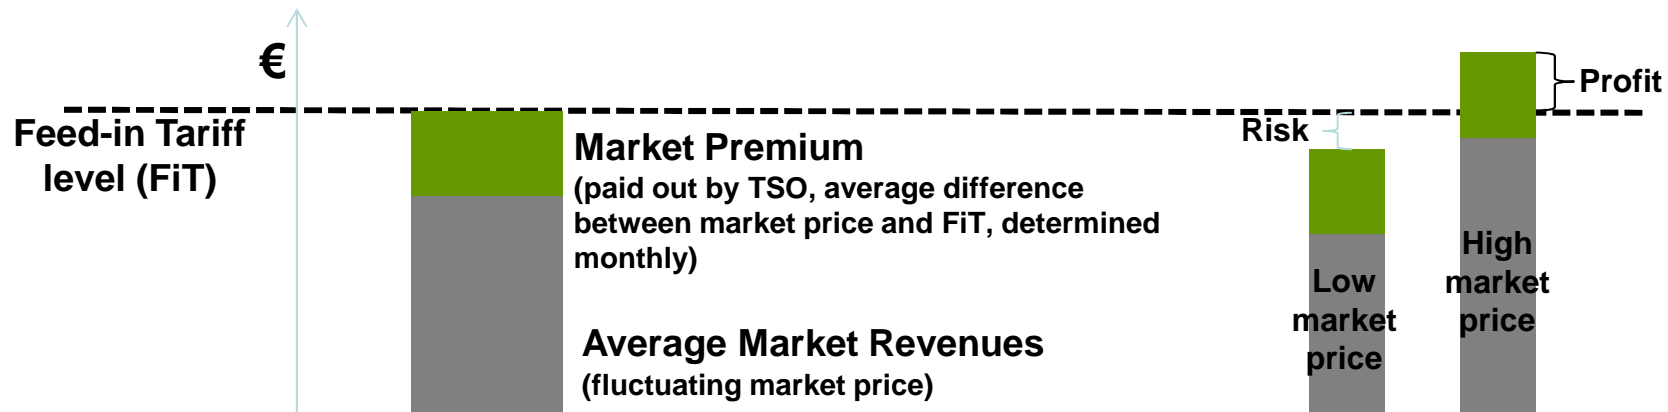 €
Feed-in Tariff
level (FiT)
Market Premium
(paid out by TSO, average difference
between market price and FiT, determined
monthly)
Average Market Revenues
(fluctuating market price)
Risk
Low
market
price
Profit
High
market
price